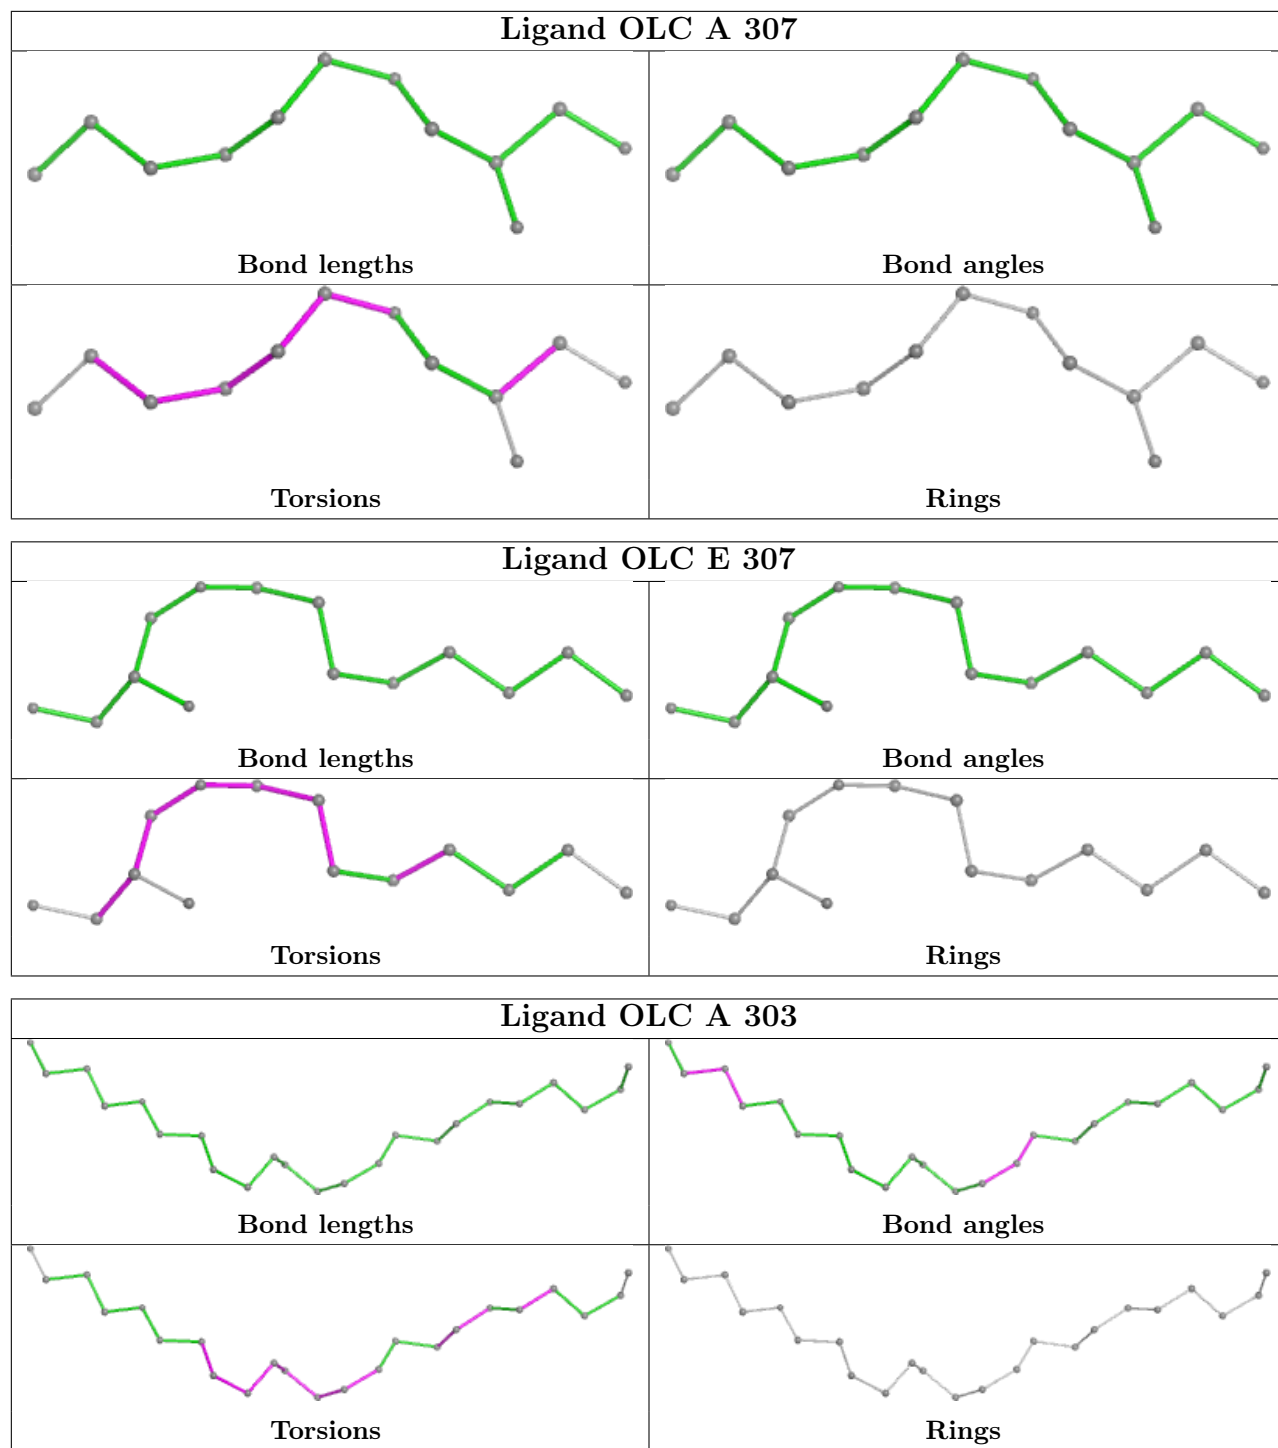 Ligand OLC A 307
Bond lengths
Bond angles
Torsions
Rings
Ligand OLC E 307
Bond lengths
Bond angles
Torsions
Rings
Ligand OLC A 303
Bond lengths
Bond angles
Torsions
Rings